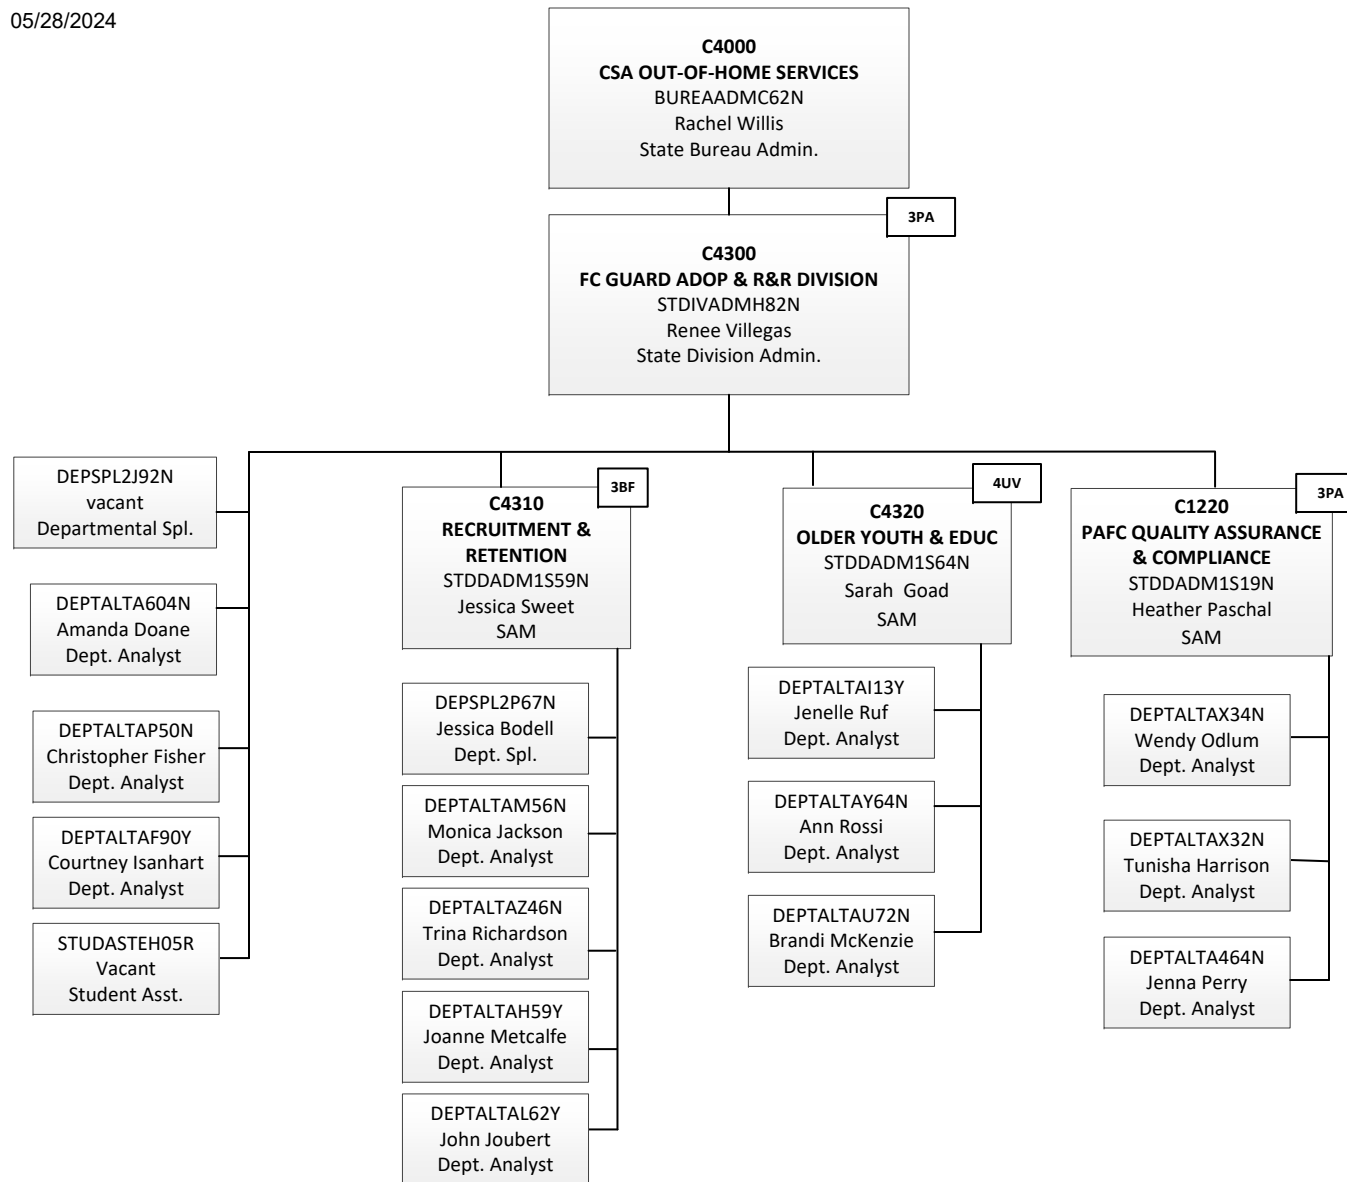 05/28/2024
C4000
CSA OUT-OF-HOME SERVICES
BUREAADMC62N
Rachel Willis
State Bureau Admin.
3PA
C4300
FC GUARD ADOP & R&R DIVISION
STDIVADMH82N
Renee Villegas
State Division Admin.
DEPSPL2J92N
vacant
Departmental Spl.
DEPTALTA604N
Amanda Doane
Dept. Analyst
DEPTALTAP50N
Christopher Fisher
Dept. Analyst
DEPTALTAF90Y
Courtney Isanhart
Dept. Analyst
STUDASTEH05R
Vacant
Student Asst.
3BF
C4310
RECRUITMENT &
RETENTION
STDDADM1S59N
Jessica Sweet
SAM
DEPSPL2P67N
Jessica Bodell
Dept. Spl.
DEPTALTAM56N
Monica Jackson
Dept. Analyst
DEPTALTAZ46N
Trina Richardson
Dept. Analyst
DEPTALTAH59Y
Joanne Metcalfe
Dept. Analyst
DEPTALTAL62Y
John Joubert
Dept. Analyst
4UV
C4320
OLDER YOUTH & EDUC
STDDADM1S64N
Sarah  Goad
SAM
DEPTALTAI13Y
Jenelle Ruf
Dept. Analyst
DEPTALTAY64N
Ann Rossi
Dept. Analyst
DEPTALTAU72N
Brandi McKenzie
Dept. Analyst
3PA
C1220
PAFC QUALITY ASSURANCE
& COMPLIANCE
STDDADM1S19N
Heather Paschal
SAM
DEPTALTAX34N
Wendy Odlum
Dept. Analyst
DEPTALTAX32N
Tunisha Harrison
Dept. Analyst
DEPTALTA464N
Jenna Perry
Dept. Analyst